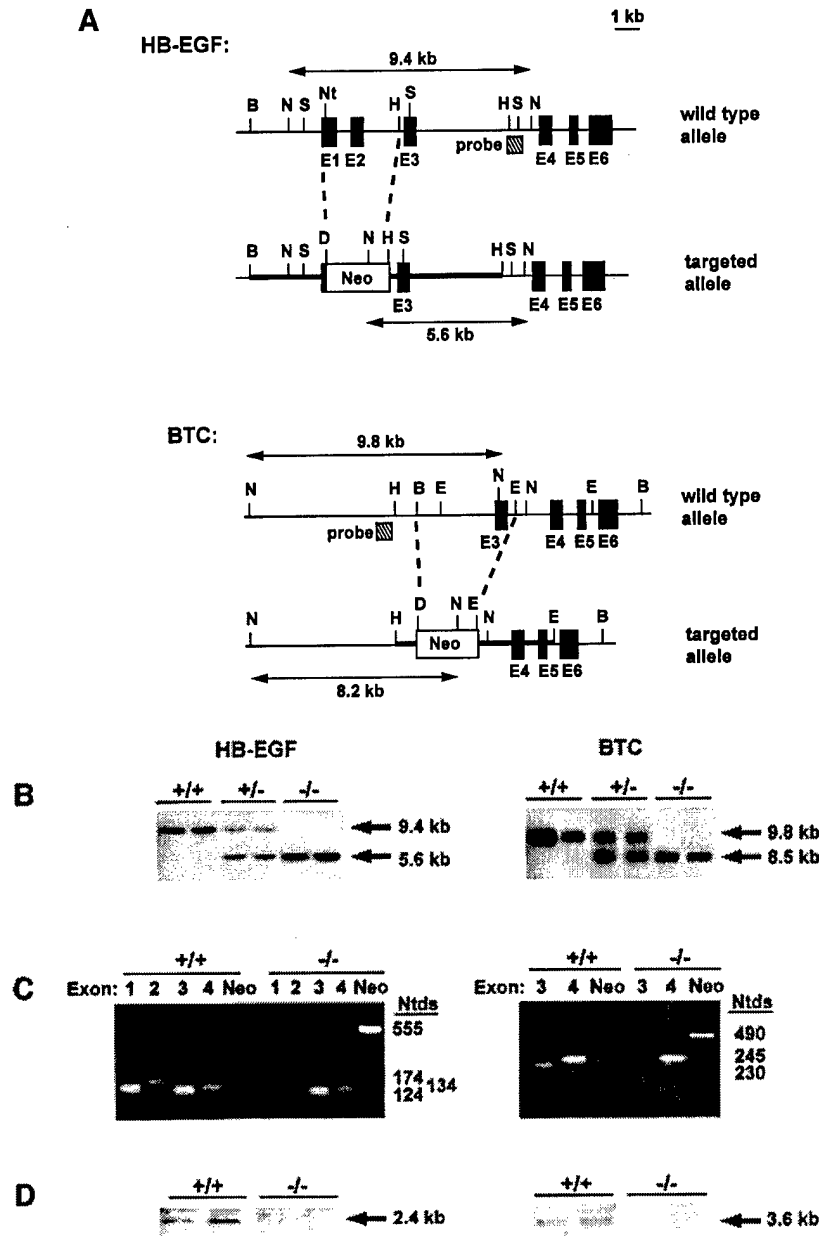 A
1 kb
HB-EGF:
9.4 kb
B N S Nt H S H S N
wild type
allele
probe
E1 E2 E3 E4 E5 E6
B N S D N H S H S N
Neo
targeted
allele
E3 E4 E5 E6
5.6 kb
BTC:
9.8 kb
N H B E N E N E B
wild type
allele
probe
E3 E4 E5 E6
N H D N E N E B
Neo
targeted
allele
E4 E5 E6
8.2 kb
HB-EGF BTC
B
+/+ +/- -/- +/+ +/- -/-
9.4 kb 9.8 kb
5.6 kb 8.5 kb
C
+/+ -/- +/+ -/-
Exon: 1 2 3 4 Neo 1 2 3 4 Neo Exon: 3 4 Neo 3 4 Neo
Ntds Ntds
555 490
174 134 245
124 230
D
+/+ -/- +/+ -/-
2.4 kb 3.6 kb